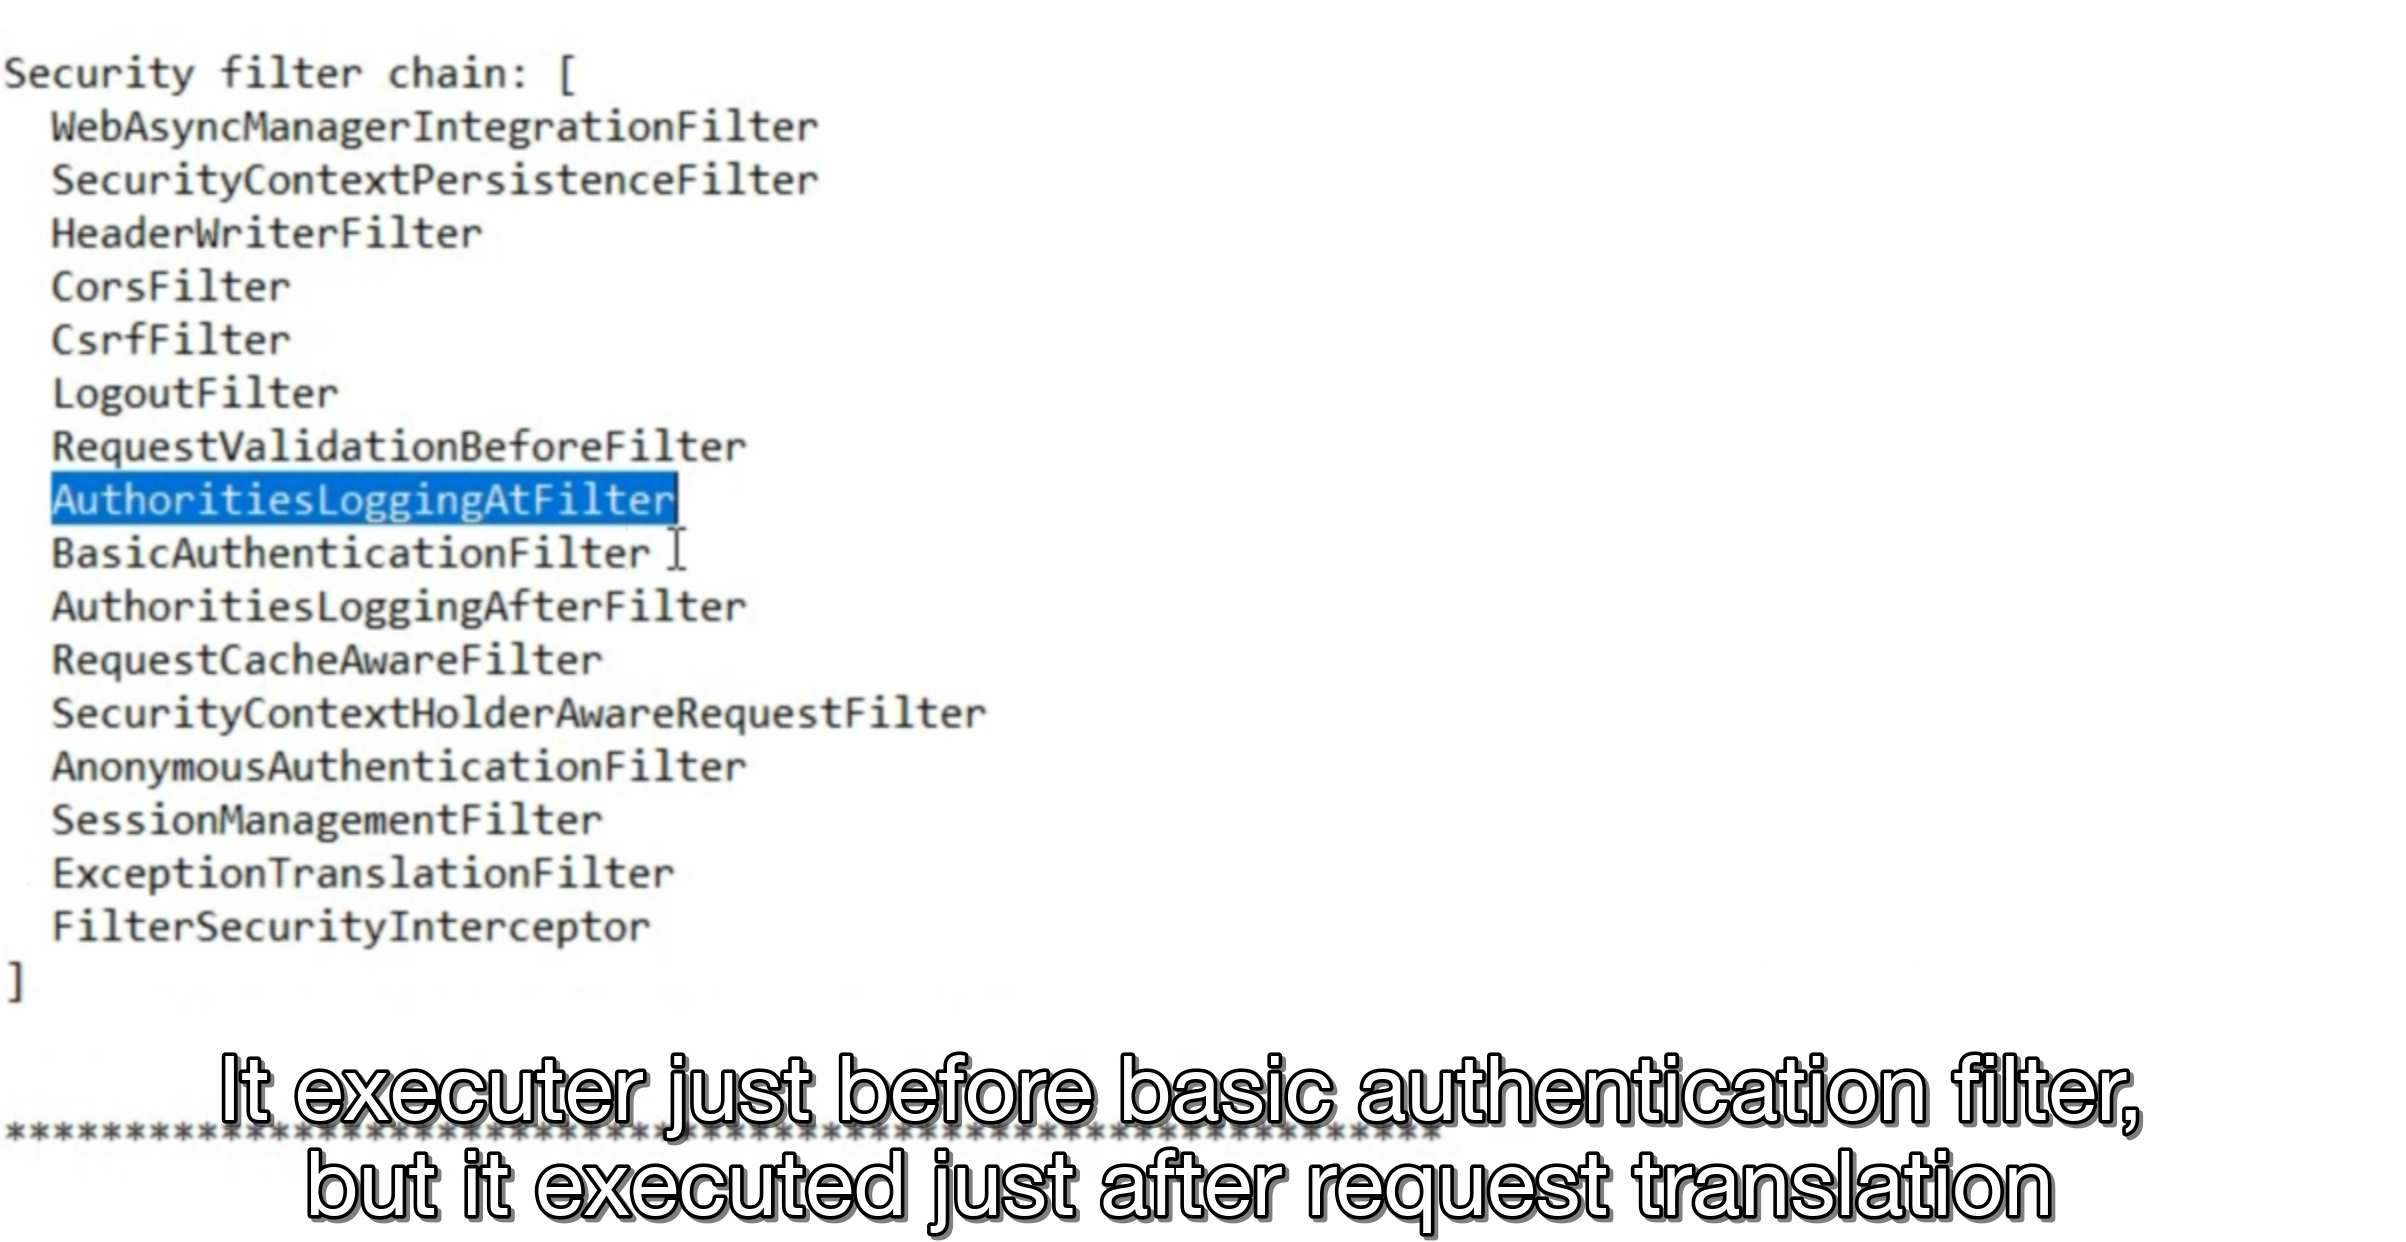 Security filter chain: [
WebAsyncManagerIntegrationFilter
SecurityContextPersistenceFilter
HeaderWriterFilter
CorsFilter
CsrfFilter
LogoutFilter
RequestValidationBeforeFilter
AuthoritiesLoggingAtFilter
BasicAuthenticationFilter
AuthoritiesLoggingAfterFilter
RequestCacheAwareFilter
SecurityContextHolderAwareRequestFilter
AnonymousAuthenticationFilter
SessionManagementFilter
ExceptionTranslationFilter
FilterSecurityInterceptor
]
************************************************************
It executer just before basic authentication filter,
but it executed just after request translation